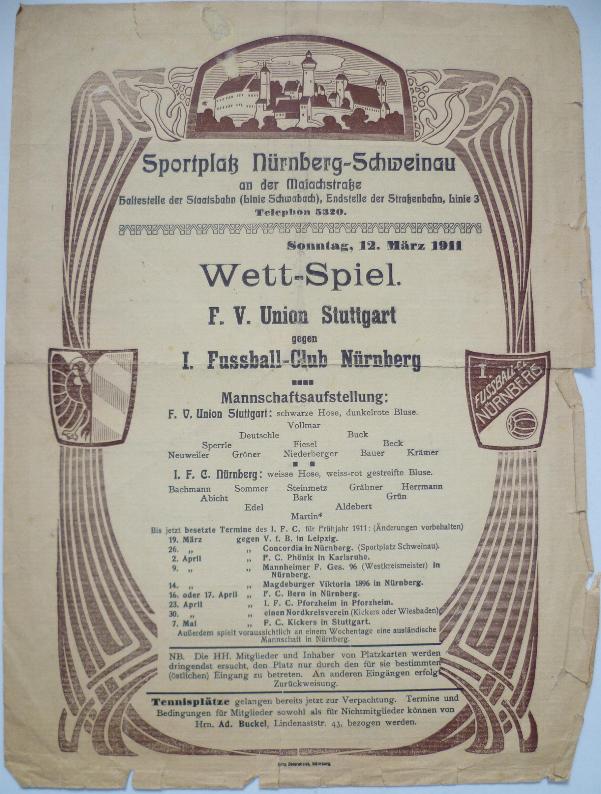 Sportplatz Nürnberg-Schweinau
an der Maiachstraße
Haltestelle der Staatsbahn (Linie Schwabach), Endstelle der Straßenbahn, Linie 3
Telephon 5320.
Sonntag, 12. März 1911
Wett-Spiel.
F. V. Union Stuttgart
gegen
I. Fussball-Club Nürnberg
I. FUSSBALL-CL.
NÜRNBERG
Mannschaftsaufstellung:
F. V. Union Stuttgart: schwarze Hose, dunkelrote Bluse.
Vollmar
Deutschle Buck
Sperrle Fiesel Beck
Neuweiler Gröner Niederberger Bauer Krämer
I. F. C. Nürnberg: weisse Hose, weiss-rot gestreifte Bluse.
Bachmann Sommer Steinmetz Gräbner Herrmann
Abicht Bark Grün
Edel Aldebert
Martin
Bis jetzt besetzte Termine des I. F. C. für Frühjahr 1911: (Änderungen vorbehalten)
19. März gegen V. f. B. in Leipzig.
26. „ „ Concordia in Nürnberg. (Sportplatz Schweinau).
2. April „ F. C. Phönix in Karlsruhe.
9. „ „ Mannheimer F. Ges. 96 (Westkreismeister) in
Nürnberg.
14. „ „ Magdeburger Viktoria 1896 in Nürnberg.
16. oder 17. April „ F. C. Bern in Nürnberg.
23. April „ I. F. C. Pforzheim in Pforzheim.
30. „ „ einen Nordkreisverein (Kickers oder Wiesbaden)
7. Mai „ F. C. Kickers in Stuttgart.
Außerdem spielt voraussichtlich an einem Wochentage eine ausländische
Mannschaft in Nürnberg.
NB. Die HH. Mitglieder und Inhaber von Platzkarten werden
dringendst ersucht, den Platz nur durch den für sie bestimmten
(östlichen) Eingang zu betreten. An anderen Eingängen erfolgt
Zurückweisung.
Tennisplätze gelangen bereits jetzt zur Verpachtung. Termine und
Bedingungen für Mitglieder sowohl als für Nichtmitglieder können von
Hrn. Ad. Buckel, Lindenaststr. 43, bezogen werden.
Nürnberg.